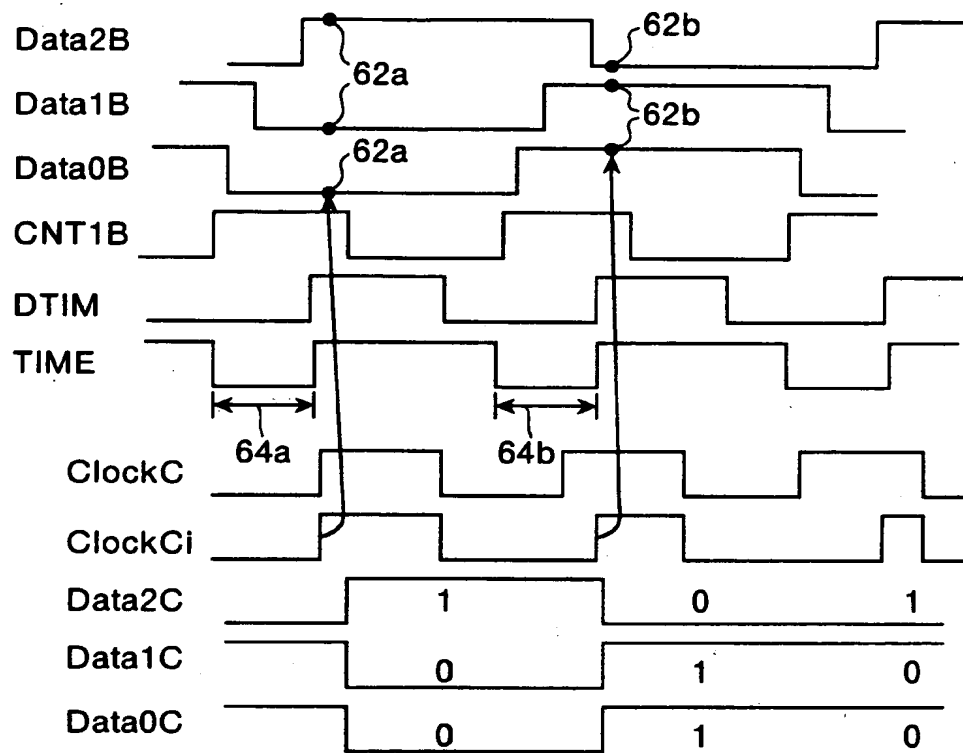 Data2B
62b
62a
Data1B
62b
62a
Data0B
CNT1B
DTIM
TIME
64a
64b
ClockC
ClockCi
Data2C 1 0 1
Data1C 0 1 0
Data0C 0 1 0